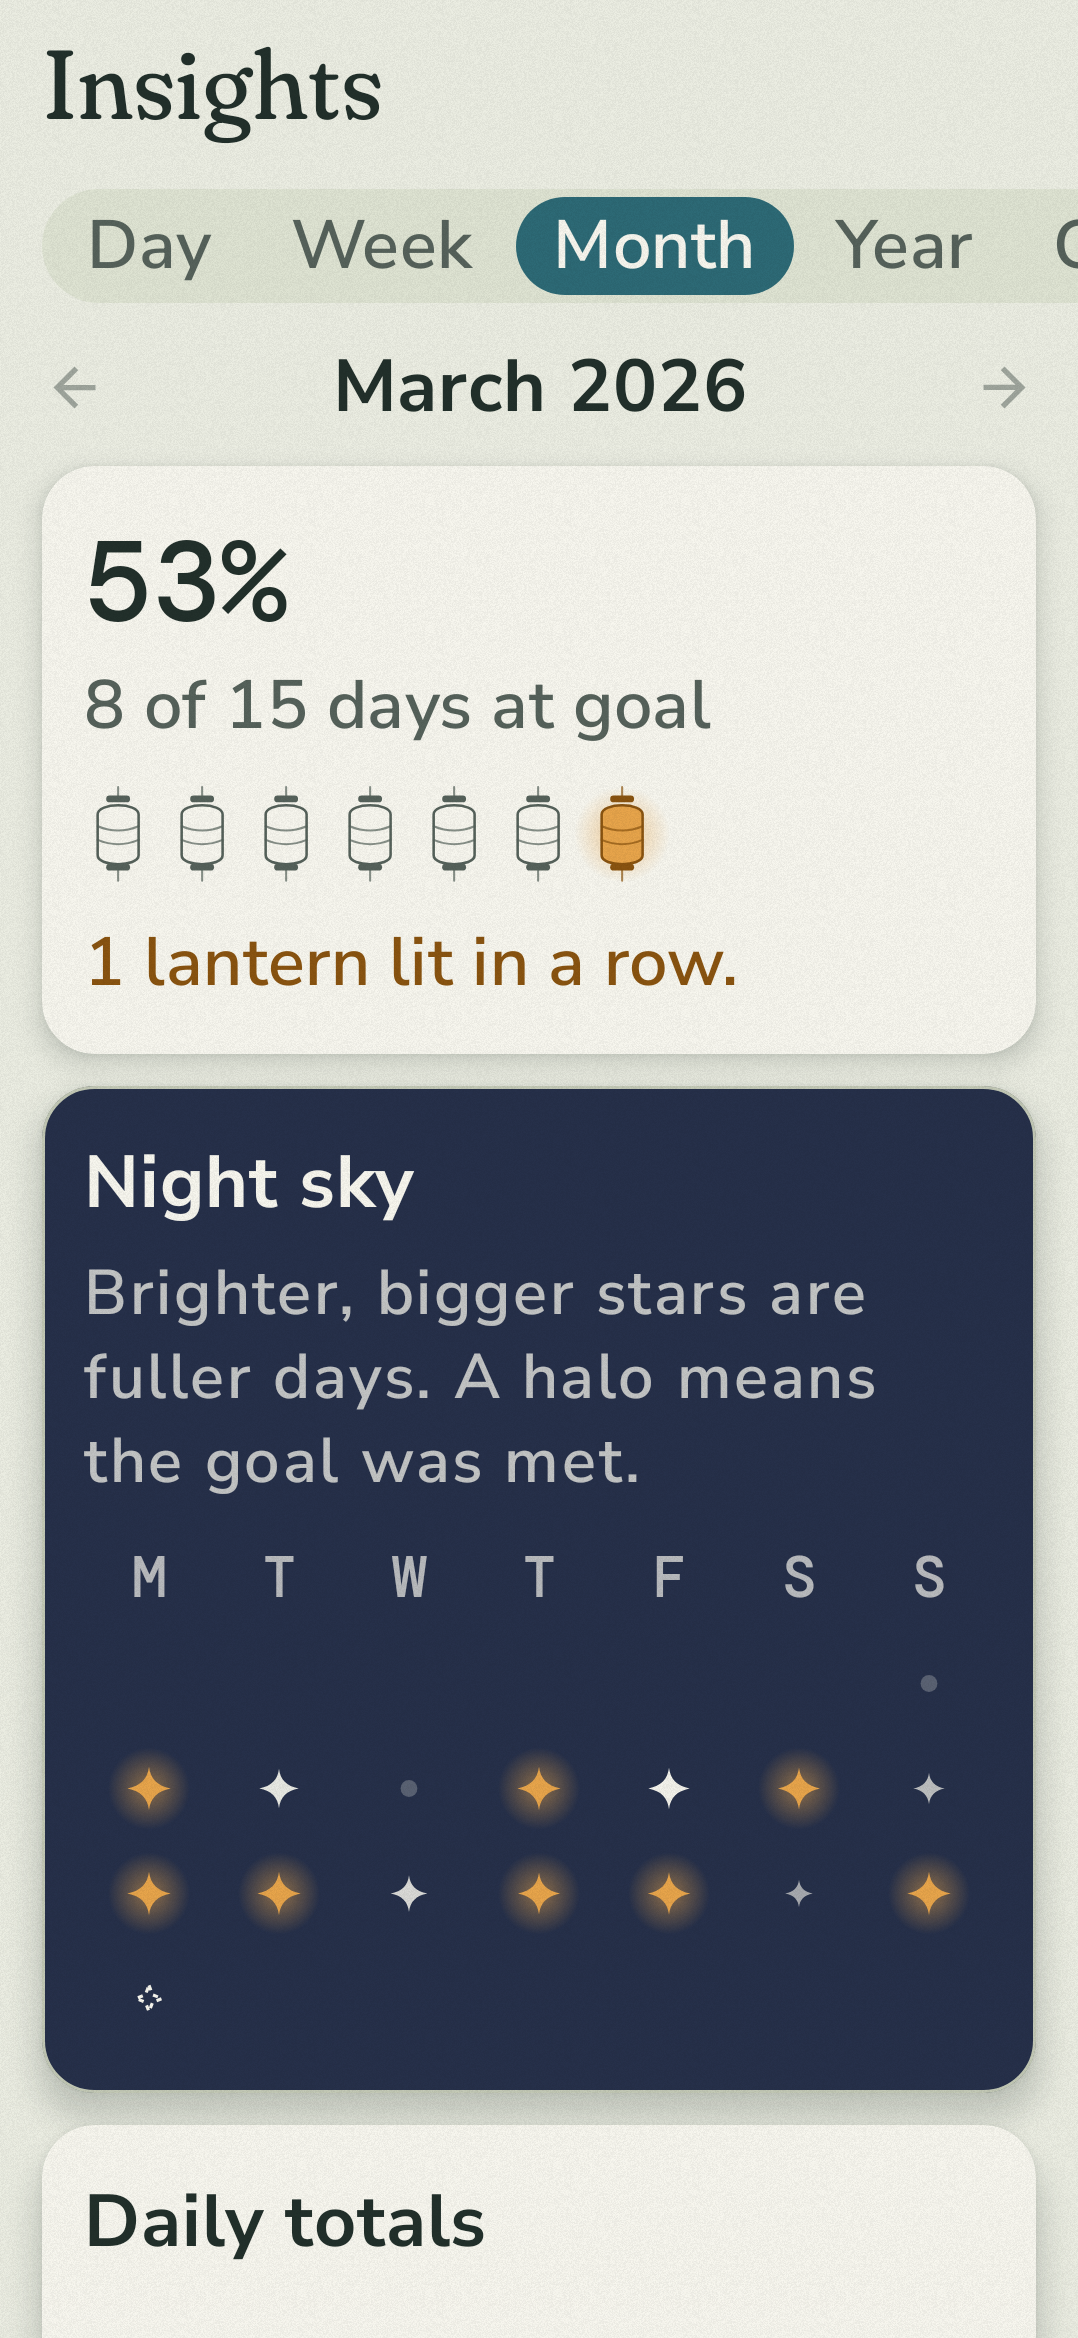 Insights
Day Week Month Year
March 2026
53%
8 of 15 days at goal
1 lantern lit in a row.
Night sky
Brighter, bigger stars are
fuller days. A halo means
the goal was met.
M T W T F S S
Daily totals